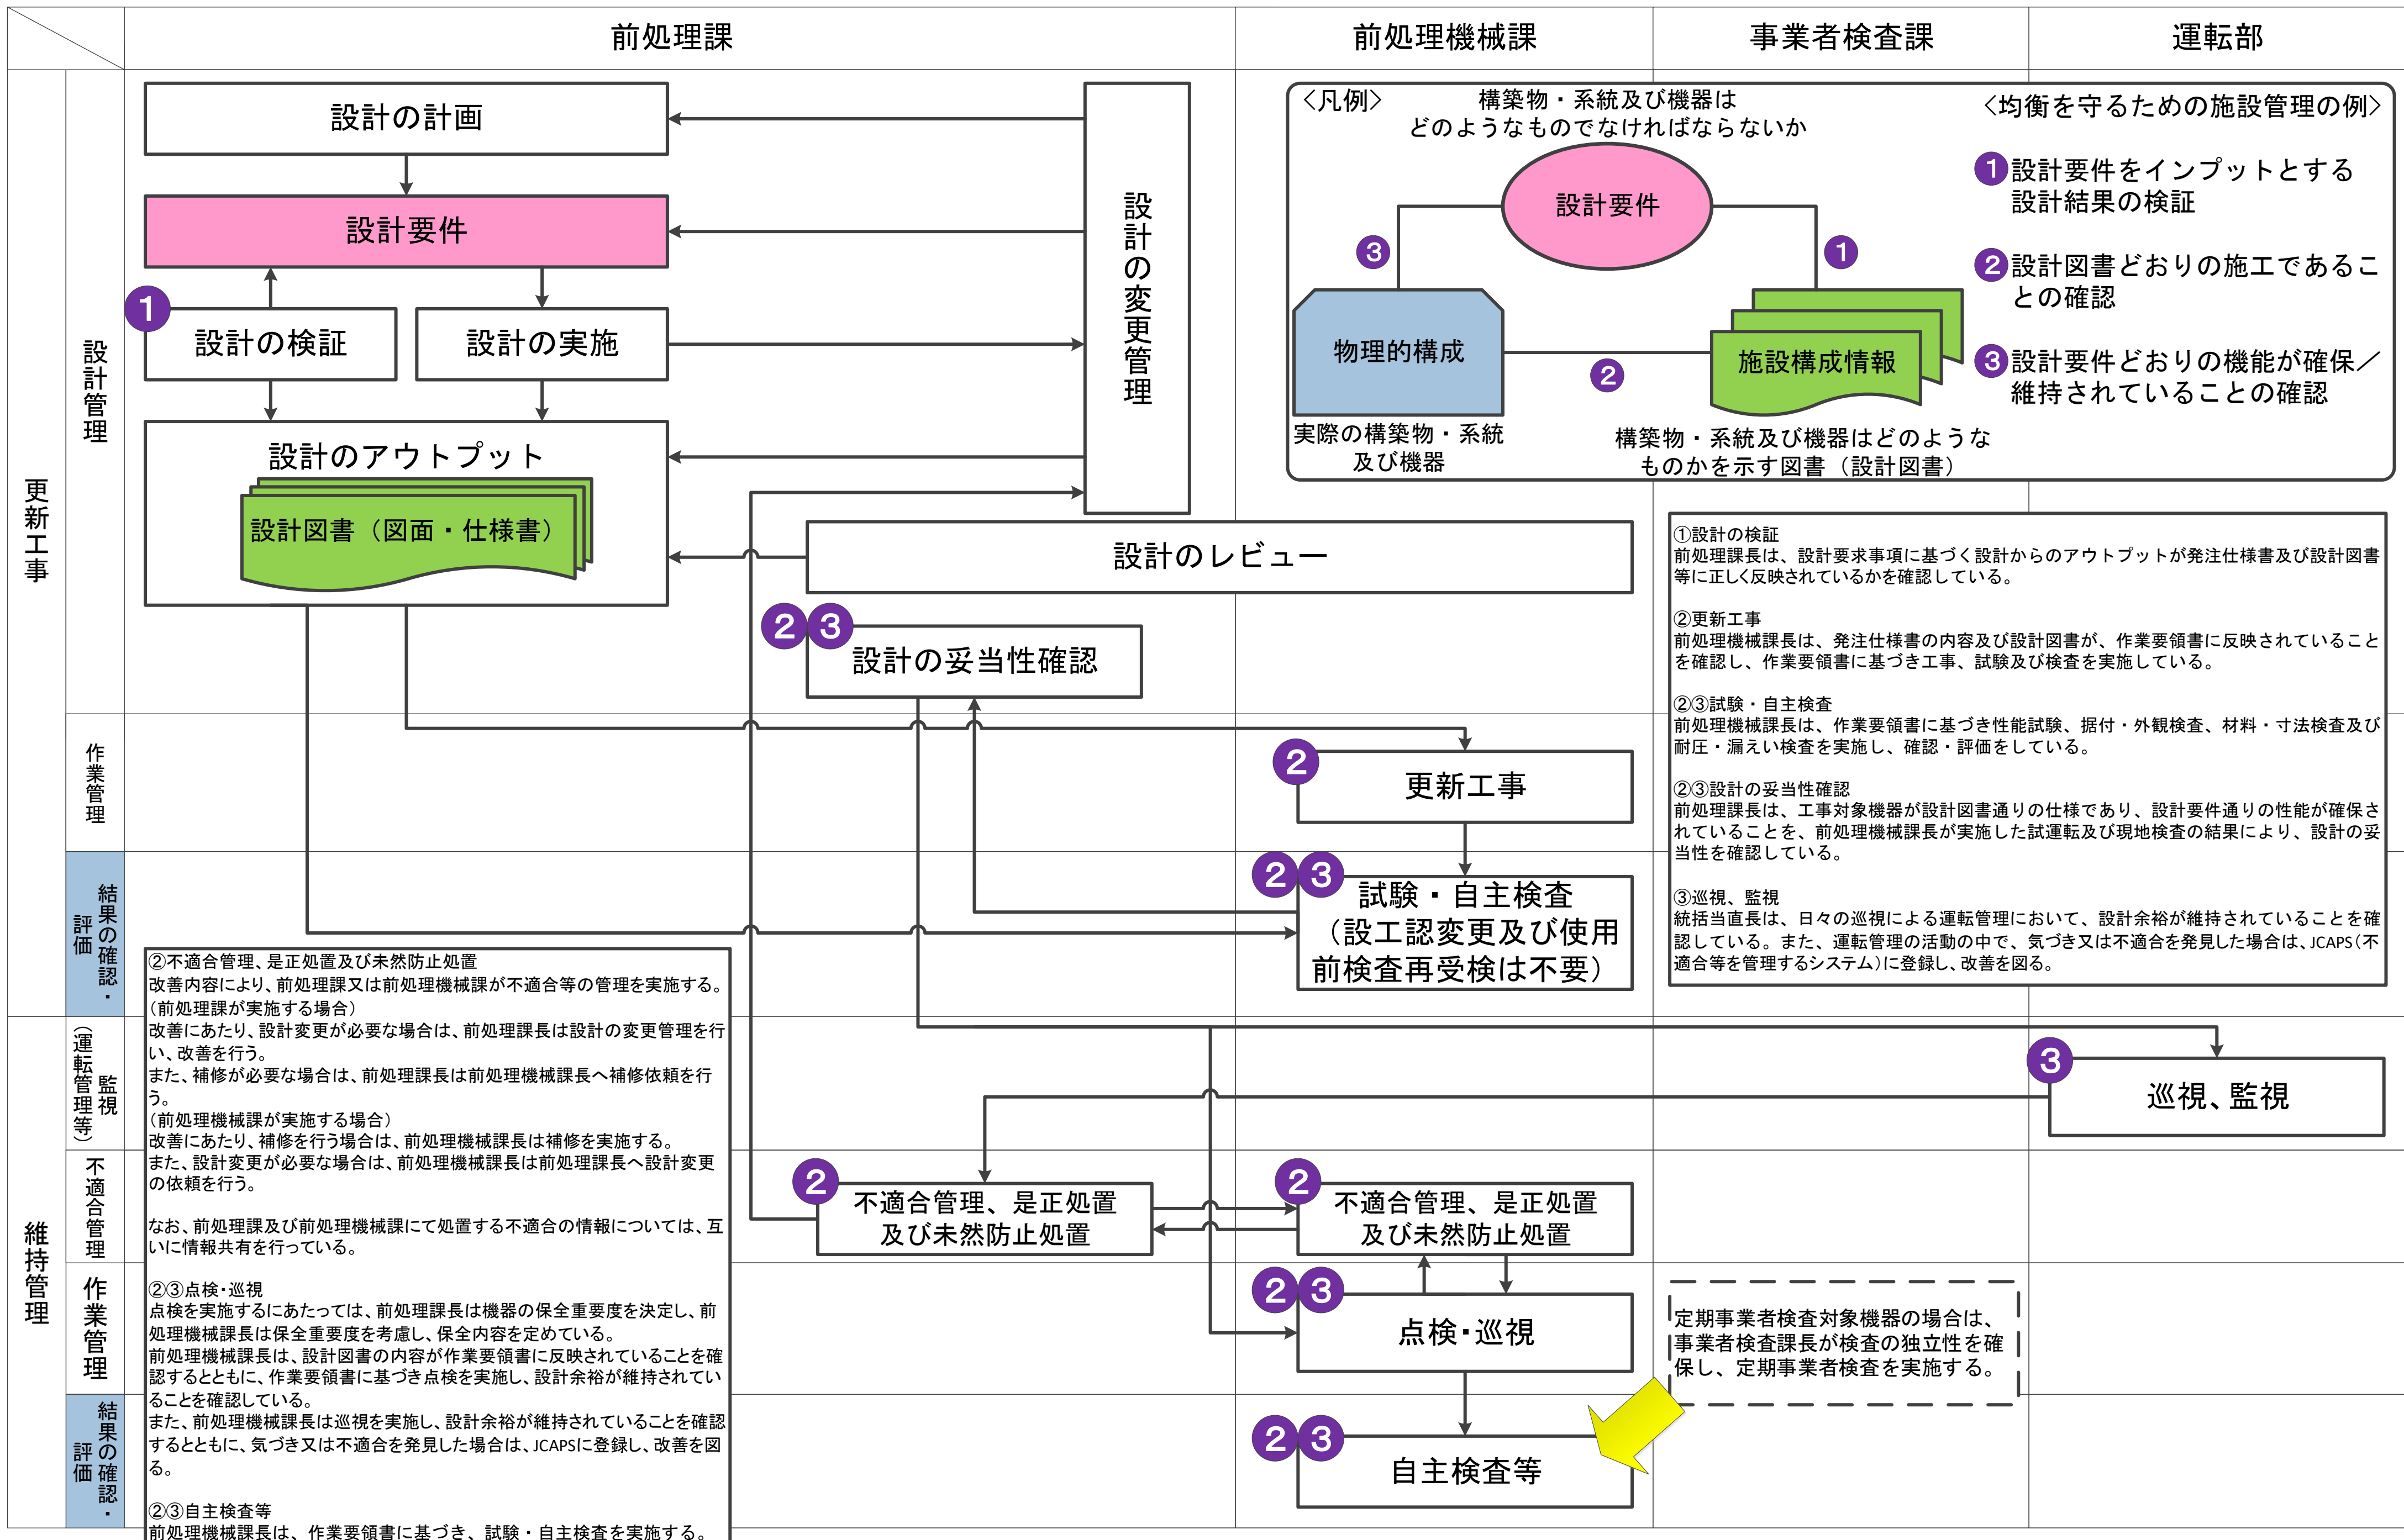 前処理課
前処理機械課
事業者検査課
運転部
更新工事
設計管理
設計の計画
設計要件
1
設計の検証
設計の実施
設計の変更管理
設計のアウトプット
設計図書（図面・仕様書）
設計のレビュー
2 3
設計の妥当性確認
〈凡例〉
構築物・系統及び機器は
どのようなものでなければならないか
設計要件
3
1
物理的構成
2
施設構成情報
実際の構築物・系統
及び機器
構築物・系統及び機器はどのような
ものかを示す図書（設計図書）
〈均衡を守るための施設管理の例〉
1 設計要件をインプットとする
設計結果の検証
2 設計図書どおりの施工であるこ
との確認
3 設計要件どおりの機能が確保／
維持されていることの確認
①設計の検証
前処理課長は、設計要求事項に基づく設計からのアウトプットが発注仕様書及び設計図書
等に正しく反映されているかを確認している。
②更新工事
前処理機械課長は、発注仕様書の内容及び設計図書が、作業要領書に反映されていること
を確認し、作業要領書に基づき工事、試験及び検査を実施している。
②③試験・自主検査
前処理機械課長は、作業要領書に基づき性能試験、据付・外観検査、材料・寸法検査及び
耐圧・漏えい検査を実施し、確認・評価をしている。
②③設計の妥当性確認
前処理課長は、工事対象機器が設計図書通りの仕様であり、設計要件通りの性能が確保さ
れていることを、前処理機械課長が実施した試運転及び現地検査の結果により、設計の妥
当性を確認している。
③巡視、監視
統括当直長は、日々の巡視による運転管理において、設計余裕が維持されていることを確
認している。また、運転管理の活動の中で、気づき又は不適合を発見した場合は、JCAPS（不
適合等を管理するシステム）に登録し、改善を図る。
作業管理
2
更新工事
結果の確認・
評価
2 3
試験・自主検査
（設工認変更及び使用
前検査再受検は不要）
維持管理
監視
（運転管理等）
3
巡視、監視
不適合管理
2
不適合管理、是正処置
及び未然防止処置
2
不適合管理、是正処置
及び未然防止処置
作業管理
2 3
点検・巡視
定期事業者検査対象機器の場合は、
事業者検査課長が検査の独立性を確
保し、定期事業者検査を実施する。
結果の確認・
評価
2 3
自主検査等
②不適合管理、是正処置及び未然防止処置
改善内容により、前処理課又は前処理機械課が不適合等の管理を実施する。
（前処理課が実施する場合）
改善にあたり、設計変更が必要な場合は、前処理課長は設計の変更管理を行
い、改善を行う。
また、補修が必要な場合は、前処理課長は前処理機械課長へ補修依頼を行
う。
（前処理機械課が実施する場合）
改善にあたり、補修を行う場合は、前処理機械課長は補修を実施する。
また、設計変更が必要な場合は、前処理機械課長は前処理課長へ設計変更
の依頼を行う。
なお、前処理課及び前処理機械課にて処置する不適合の情報については、互
いに情報共有を行っている。
②③点検・巡視
点検を実施するにあたっては、前処理課長は機器の保全重要度を決定し、前
処理機械課長は保全重要度を考慮し、保全内容を定めている。
前処理機械課長は、設計図書の内容が作業要領書に反映されていることを確
認するとともに、作業要領書に基づき点検を実施し、設計余裕が維持されてい
ることを確認している。
また、前処理機械課長は巡視を実施し、設計余裕が維持されていることを確認
するとともに、気づき又は不適合を発見した場合は、JCAPSに登録し、改善を図
る。
②③自主検査等
前処理機械課長は、作業要領書に基づき、試験・自主検査を実施する。